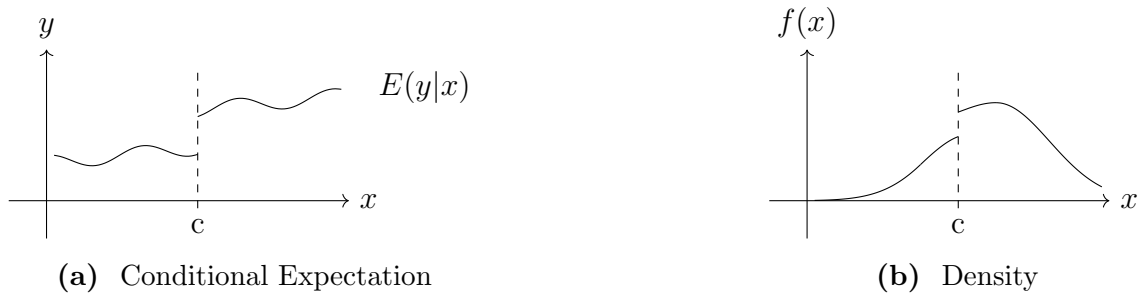 y
E(y|x)
x
c
(a) Conditional Expectation
f(x)
x
c
(b) Density